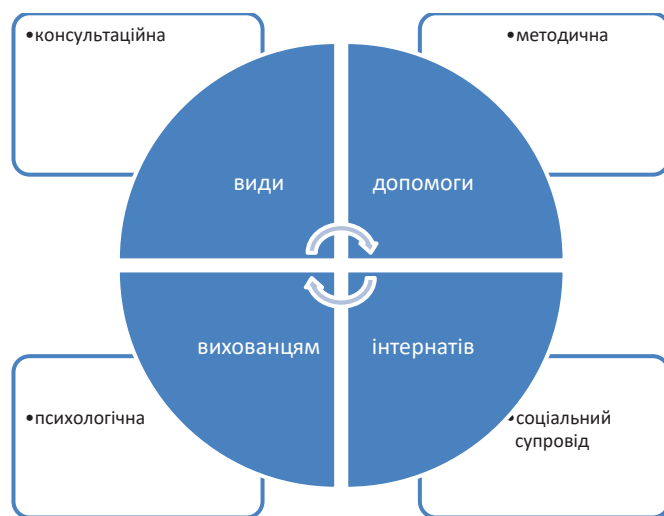 •консультаційна
•методична
види
допомоги
вихованцям
інтернатів
•психологічна
•соціальний
супровід